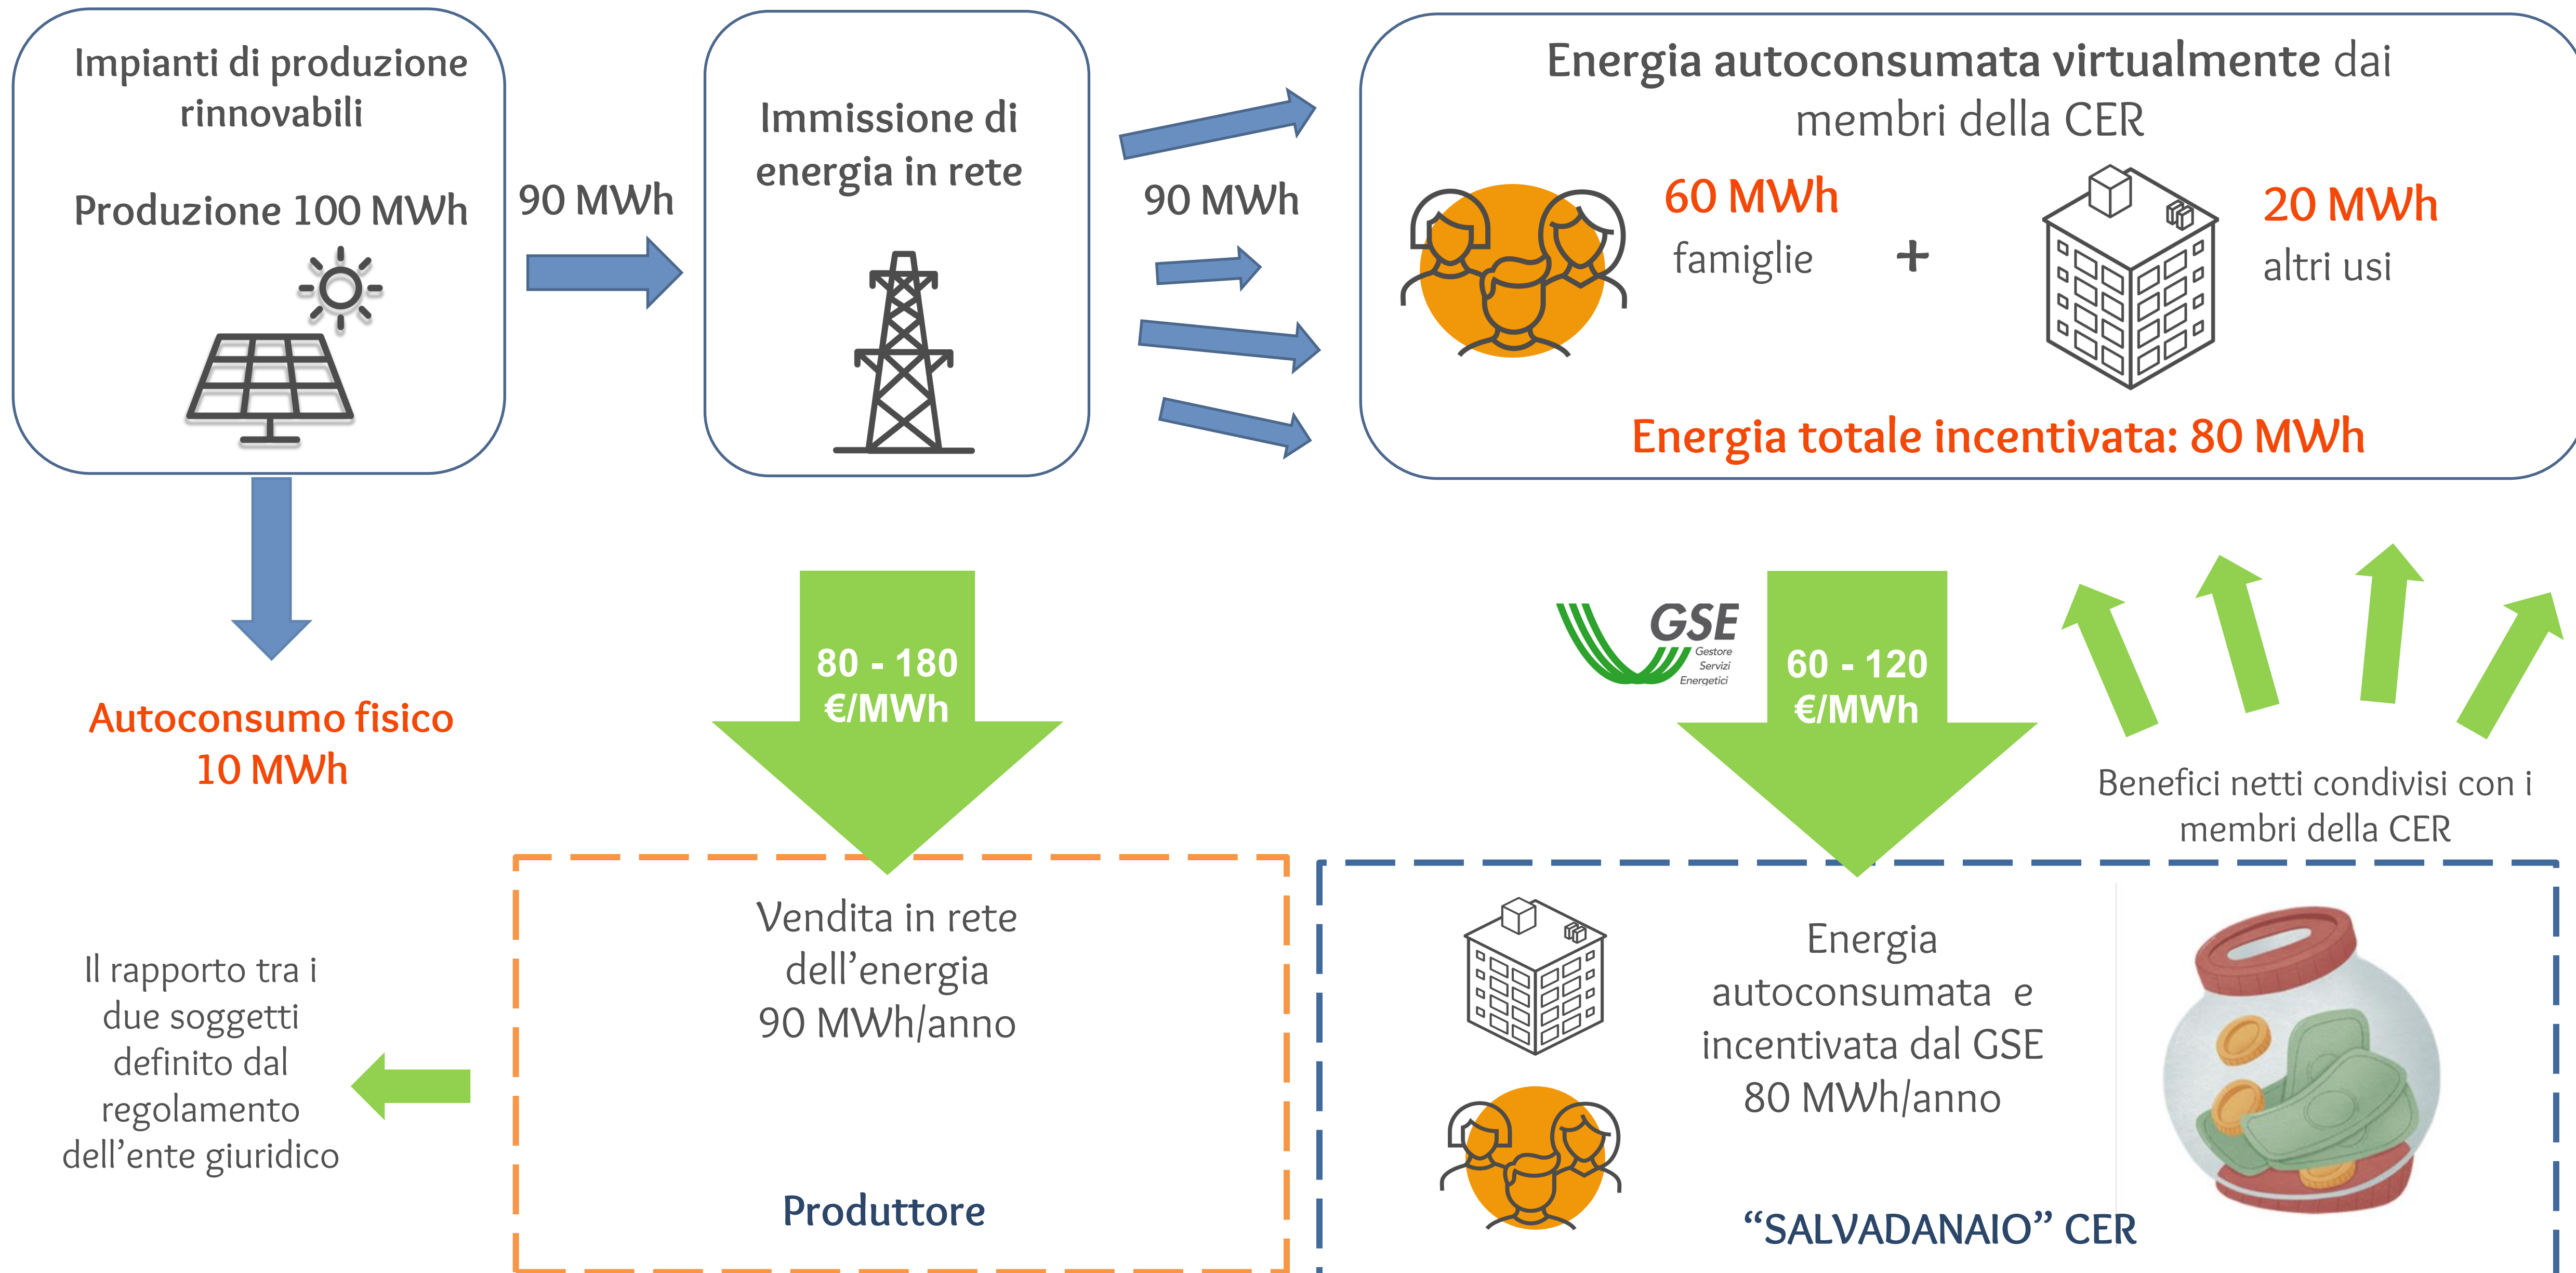 Impianti di produzione
rinnovabili
Produzione 100 MWh
90 MWh
Immissione di
energia in rete
90 MWh
Energia autoconsumata virtualmente dai
membri della CER
60 MWh
famiglie
+
20 MWh
altri usi
Energia totale incentivata: 80 MWh
Autoconsumo fisico
10 MWh
80 - 180
€/MWh
GSE
Gestore
Servizi
Energetici
60 - 120
€/MWh
Benefici netti condivisi con i
membri della CER
Il rapporto tra i
due soggetti
definito dal
regolamento
dell’ente giuridico
Vendita in rete
dell’energia
90 MWh/anno
Produttore
Energia
autoconsumata e
incentivata dal GSE
80 MWh/anno
“SALVADANAIO” CER